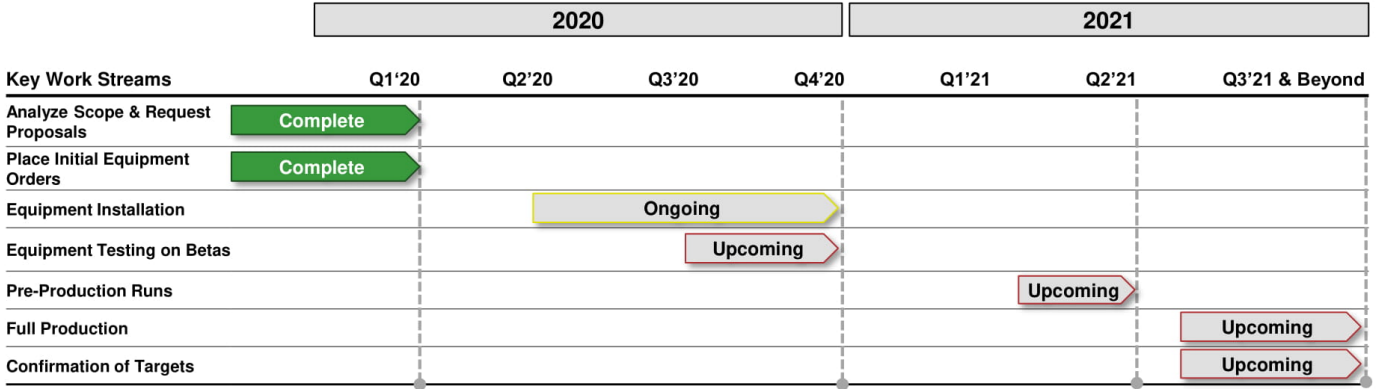 2020 2021
Key Work Streams Q1‘20 Q2’20 Q3’20 Q4’20 Q1’21 Q2’21 Q3’21 & Beyond
Analyze Scope & Request
Proposals
Complete
Place Initial Equipment
Orders
Complete
Equipment Installation Ongoing
Equipment Testing on Betas Upcoming
Pre-Production Runs Upcoming
Full Production Upcoming
Confirmation of Targets Upcoming